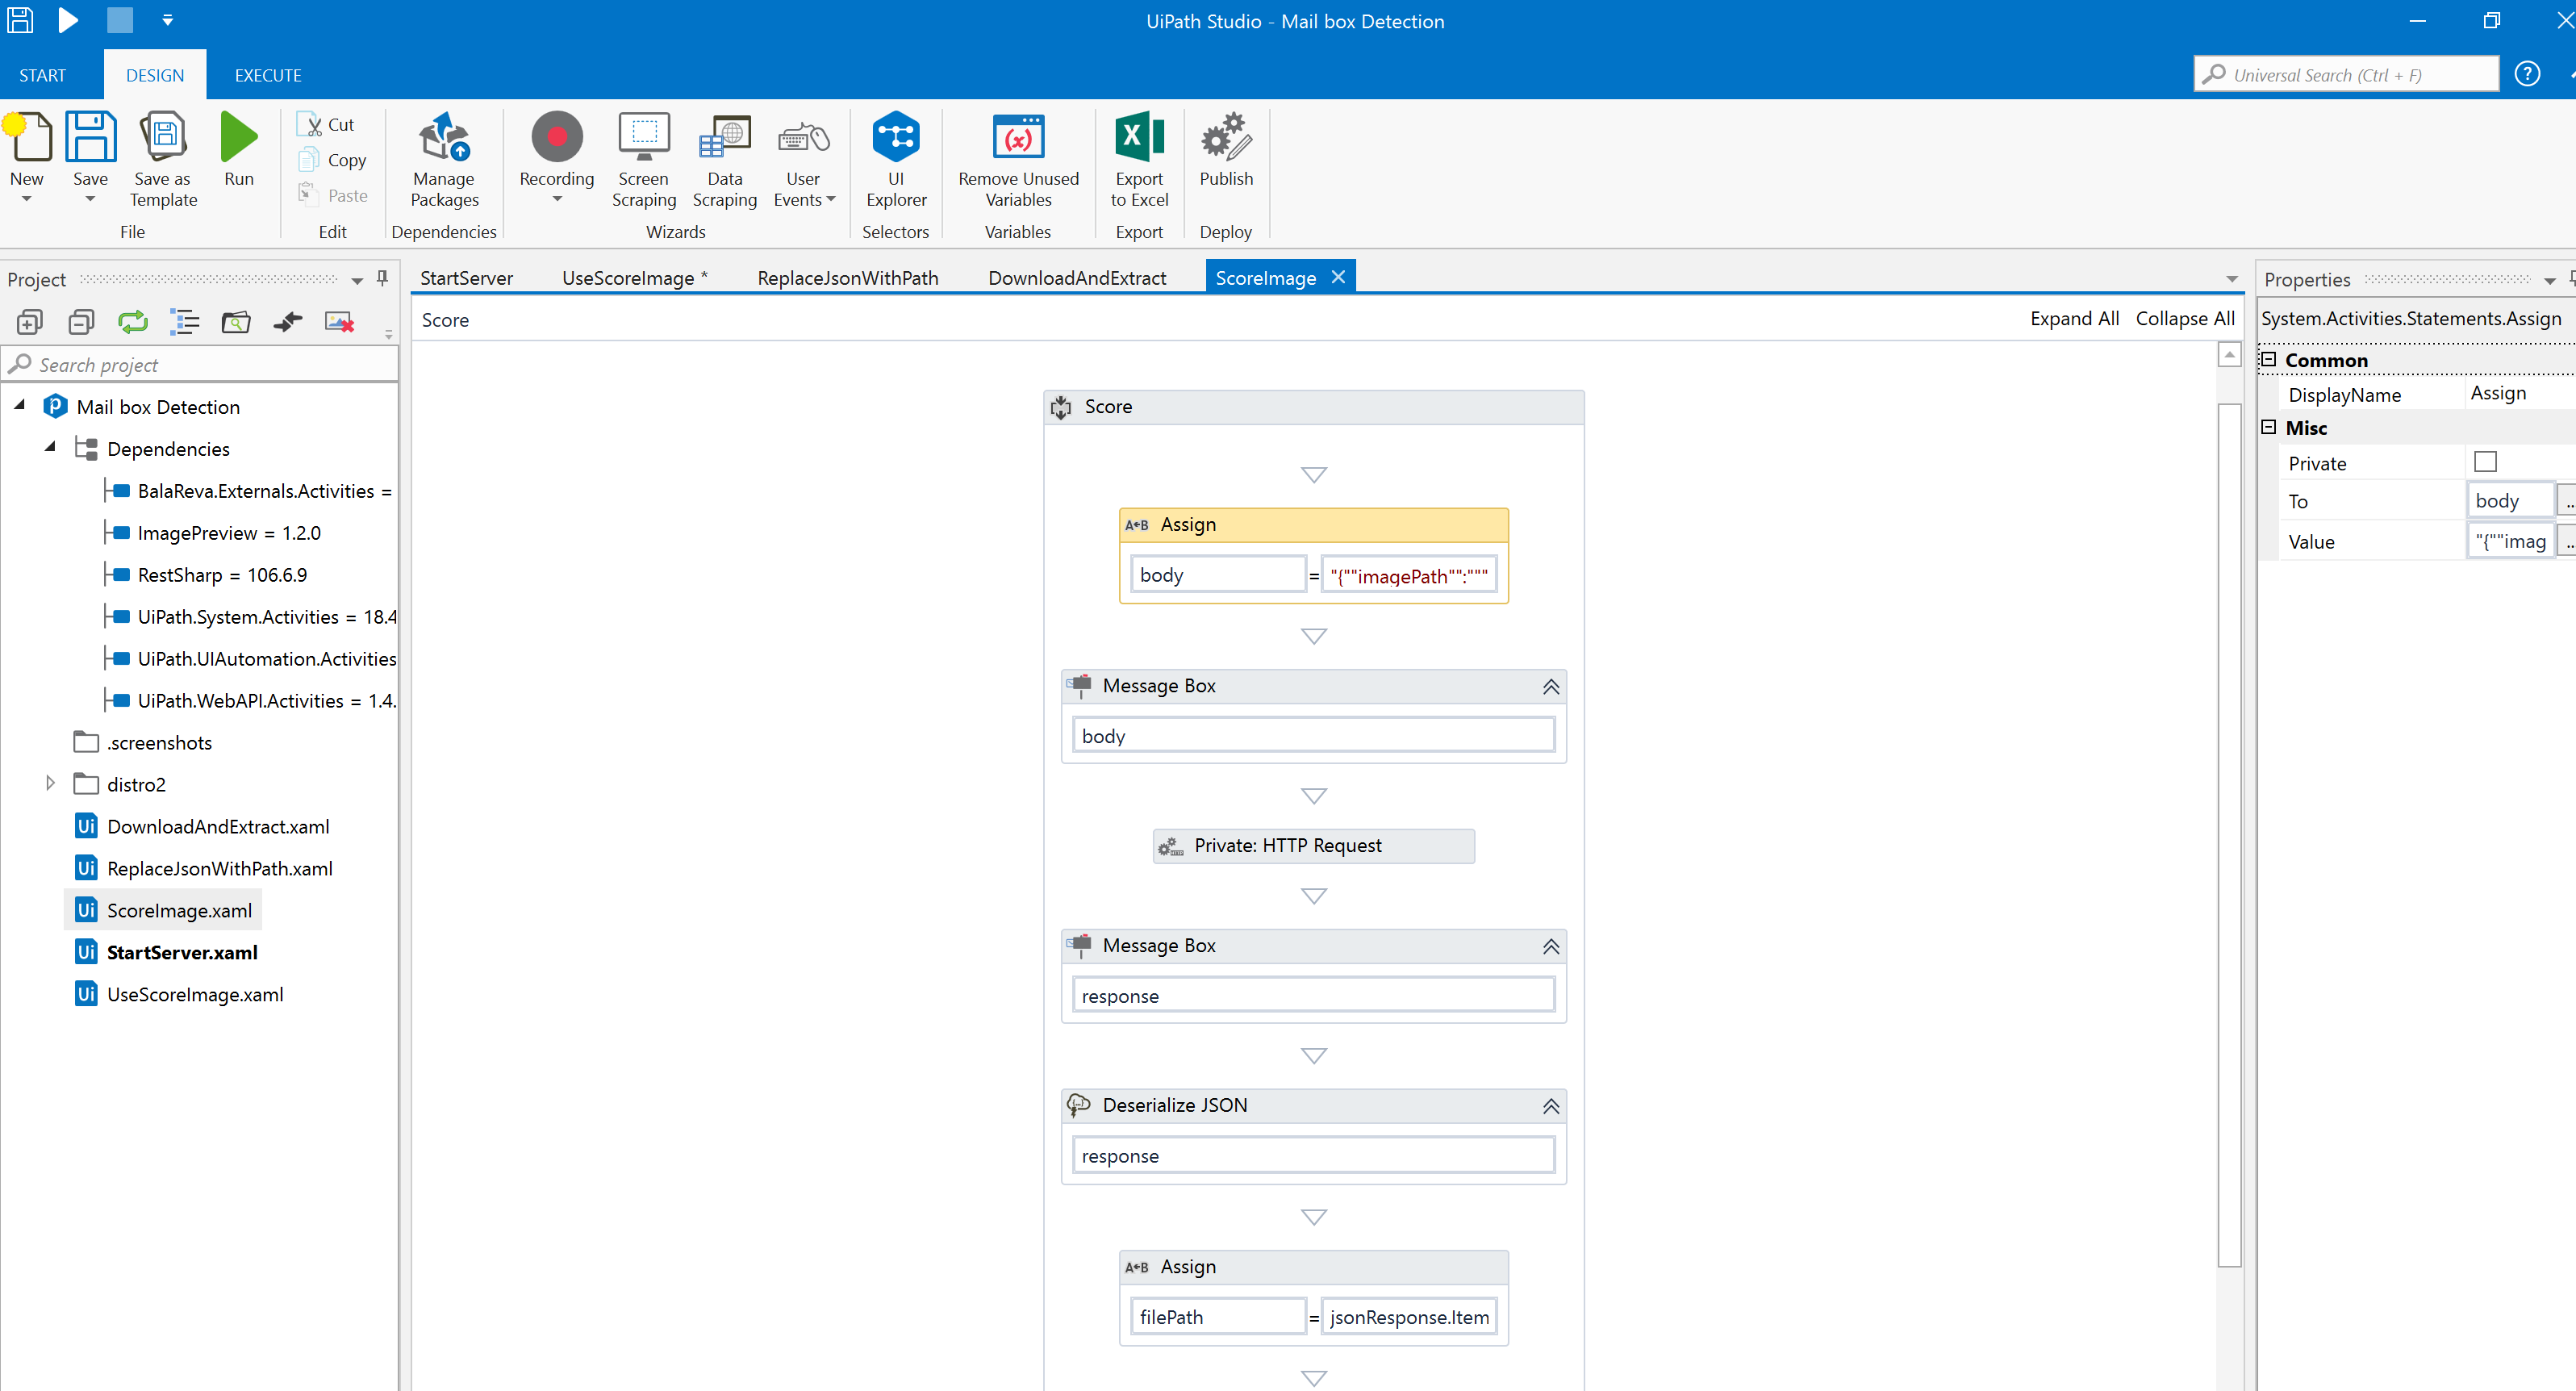 UiPath Studio - Mail box Detection
START
DESIGN
EXECUTE
Universal Search (Ctrl + F)
New
Save
Save as
Template
Run
Cut
Copy
Paste
Manage
Packages
Recording
Screen
Scraping
Data
Scraping
User
Events
UI
Explorer
Remove Unused
Variables
Export
to Excel
Publish
File
Edit
Dependencies
Wizards
Selectors
Variables
Export
Deploy
Project
Search project
Mail box Detection
Dependencies
BalaReva.Externals.Activities =
ImagePreview = 1.2.0
RestSharp = 106.6.9
UiPath.System.Activities = 18.4
UiPath.UIAutomation.Activities
UiPath.WebAPI.Activities = 1.4.
.screenshots
distro2
Ui DownloadAndExtract.xaml
Ui ReplaceJsonWithPath.xaml
Ui ScoreImage.xaml
Ui StartServer.xaml
Ui UseScoreImage.xaml
StartServer
UseScoreImage *
ReplaceJsonWithPath
DownloadAndExtract
ScoreImage
Score
Expand All
Collapse All
Score
A←B Assign
body = "{""imagePath"":"""
Message Box
body
Private: HTTP Request
Message Box
response
Deserialize JSON
response
A←B Assign
filePath = jsonResponse.Item
Properties
System.Activities.Statements.Assign
Common
DisplayName Assign
Misc
Private
To body ...
Value "{""imag ...